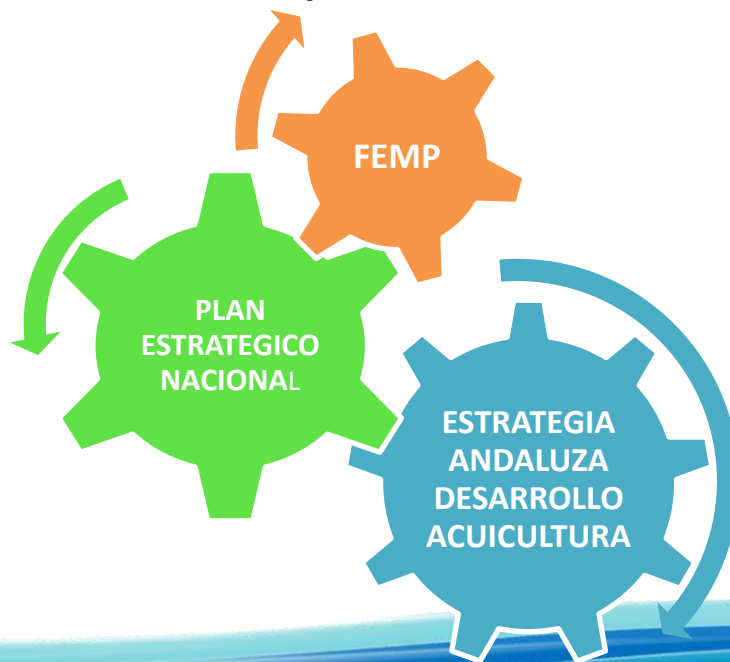 FEMP
PLAN
ESTRATEGICO
NACIONAL
ESTRATEGIA
ANDALUZA
DESARROLLO
ACUICULTURA